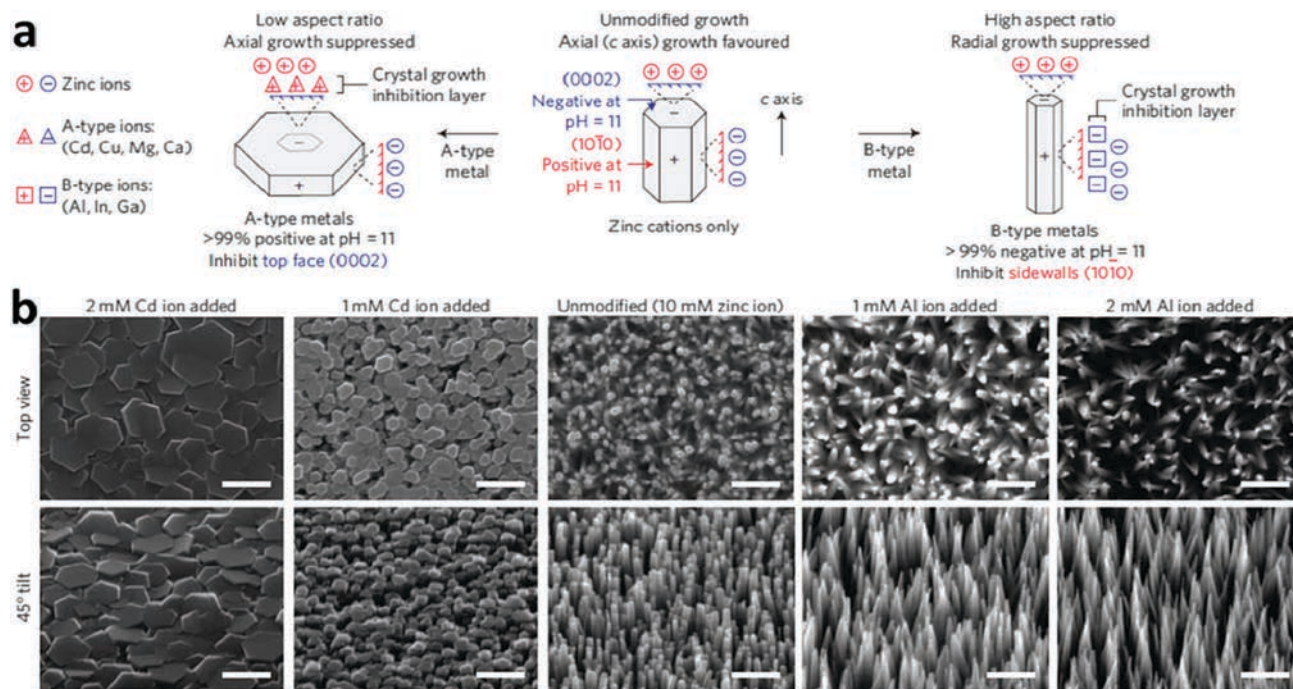 a
Low aspect ratio
Axial growth suppressed
Zinc ions
A-type ions:
(Cd, Cu, Mg, Ca)
B-type ions:
(Al, In, Ga)
Crystal growth
inhibition layer
A-type metals
>99% positive at pH = 11
Inhibit top face (0002)
A-type
metal
Unmodified growth
Axial (c axis) growth favoured
(0002)
Negative at
pH = 11
(101̄0)
Positive at
pH = 11
c axis
Zinc cations only
B-type
metal
High aspect ratio
Radial growth suppressed
Crystal growth
inhibition layer
B-type metals
> 99% negative at pH = 11
Inhibit sidewalls (101̄0)
b
2 mM Cd ion added
1 mM Cd ion added
Unmodified (10 mM zinc ion)
1 mM Al ion added
2 mM Al ion added
Top view
45° tilt